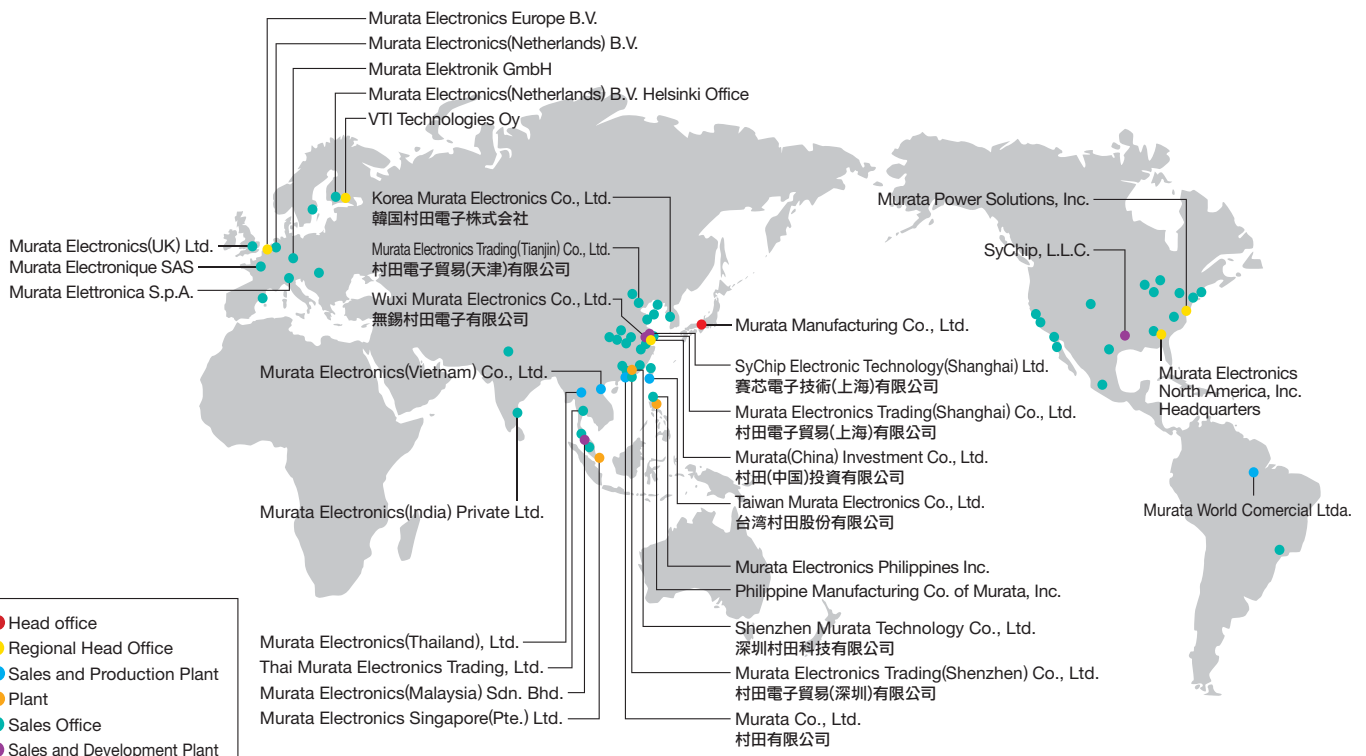 Murata Electronics Europe B.V.
Murata Electronics(Netherlands) B.V.
Murata Elektronik GmbH
Murata Electronics(Netherlands) B.V. Helsinki Office
VTI Technologies Oy
Murata Electronics(UK) Ltd.
Murata Electronique SAS
Murata Elettronica S.p.A.
Korea Murata Electronics Co., Ltd.
韓国村田電子株式会社
Murata Electronics Trading(Tianjin) Co., Ltd.
村田電子貿易(天津)有限公司
Wuxi Murata Electronics Co., Ltd.
無錫村田電子有限公司
Murata Electronics(Vietnam) Co., Ltd.
Murata Electronics(India) Private Ltd.
Murata Electronics(Thailand), Ltd.
Thai Murata Electronics Trading, Ltd.
Murata Electronics(Malaysia) Sdn. Bhd.
Murata Electronics Singapore(Pte.) Ltd.
Murata Manufacturing Co., Ltd.
SyChip Electronic Technology(Shanghai) Ltd.
賽芯電子技術(上海)有限公司
Murata Electronics Trading(Shanghai) Co., Ltd.
村田電子貿易(上海)有限公司
Murata(China) Investment Co., Ltd.
村田(中国)投資有限公司
Taiwan Murata Electronics Co., Ltd.
台湾村田股份有限公司
Murata Electronics Philippines Inc.
Philippine Manufacturing Co. of Murata, Inc.
Shenzhen Murata Technology Co., Ltd.
深圳村田科技有限公司
Murata Electronics Trading(Shenzhen) Co., Ltd.
村田電子貿易(深圳)有限公司
Murata Co., Ltd.
村田有限公司
Murata Power Solutions, Inc.
SyChip, L.L.C.
Murata Electronics
North America, Inc.
Headquarters
Murata World Comercial Ltda.
Head office
Regional Head Office
Sales and Production Plant
Plant
Sales Office
Sales and Development Plant